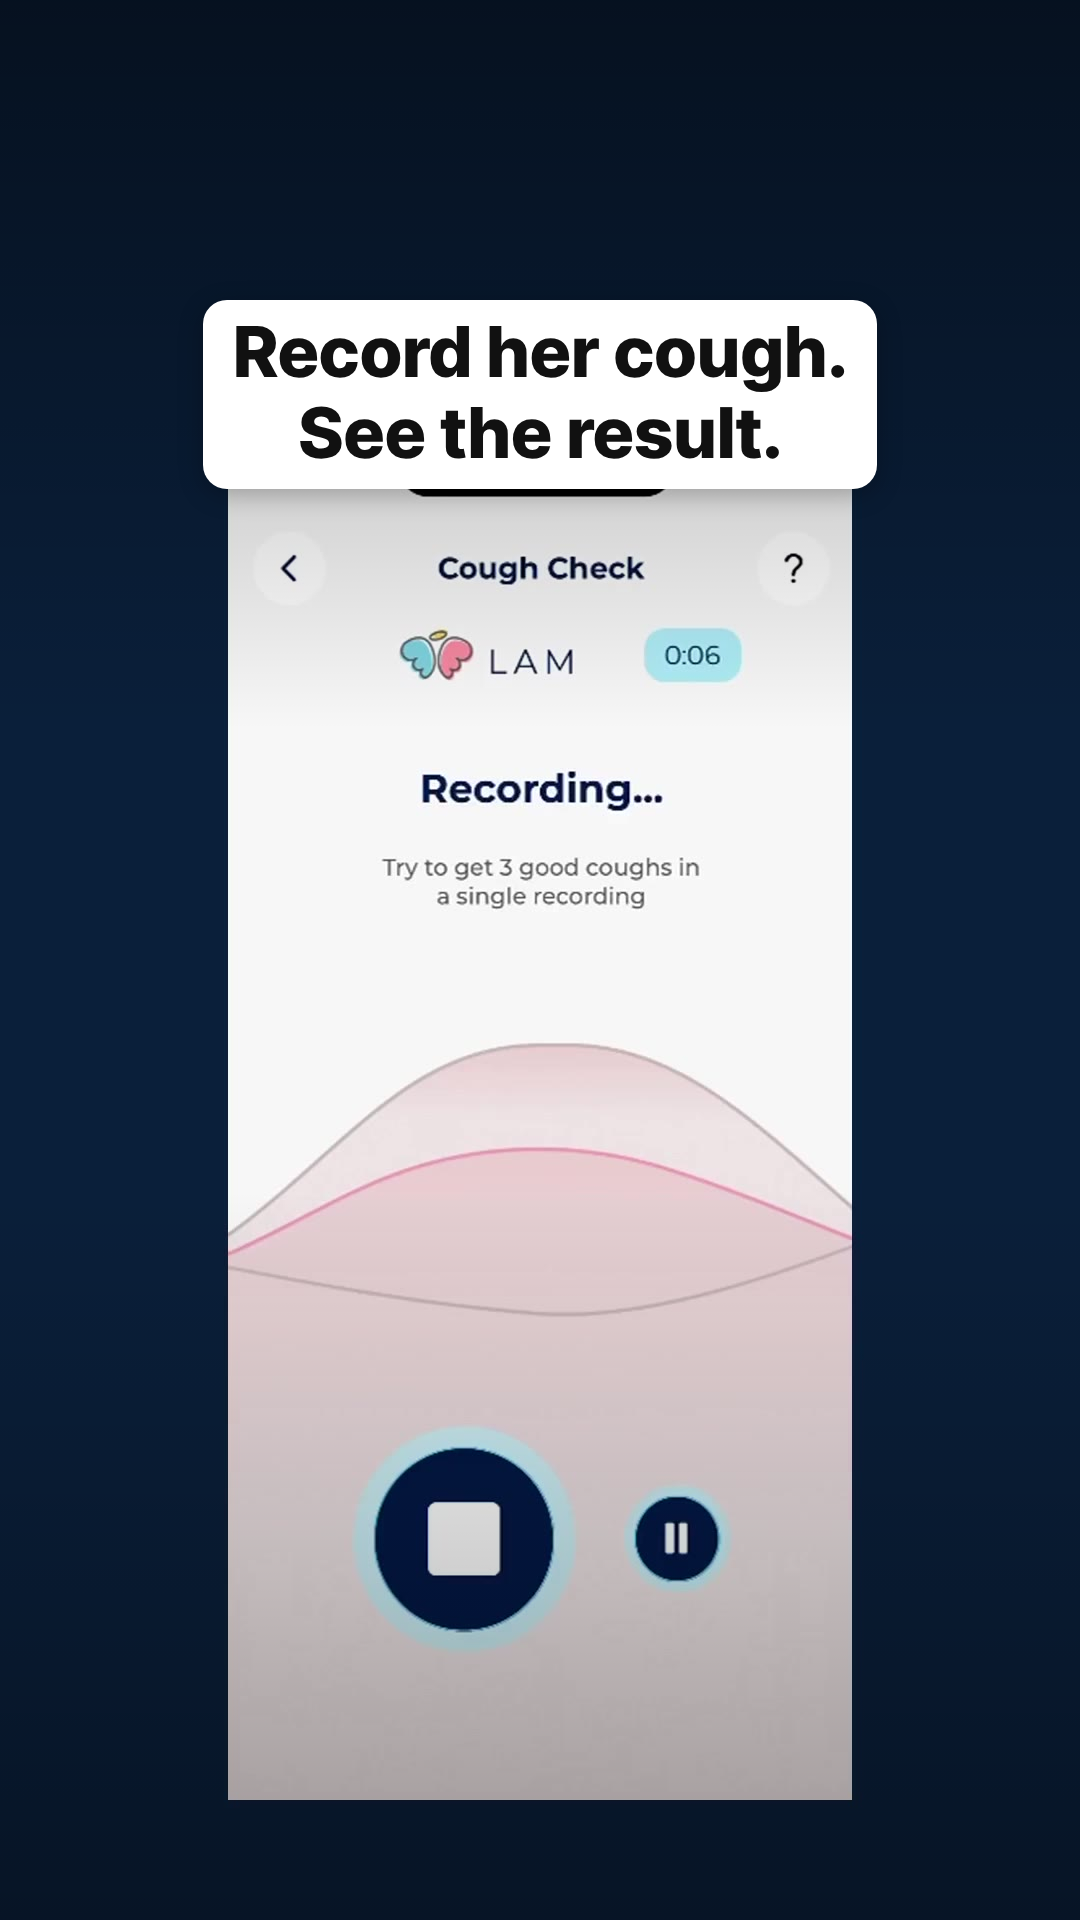 Record her cough.
See the result.
Cough Check
?
LAM
0:06
Recording...
Try to get 3 good coughs in
a single recording